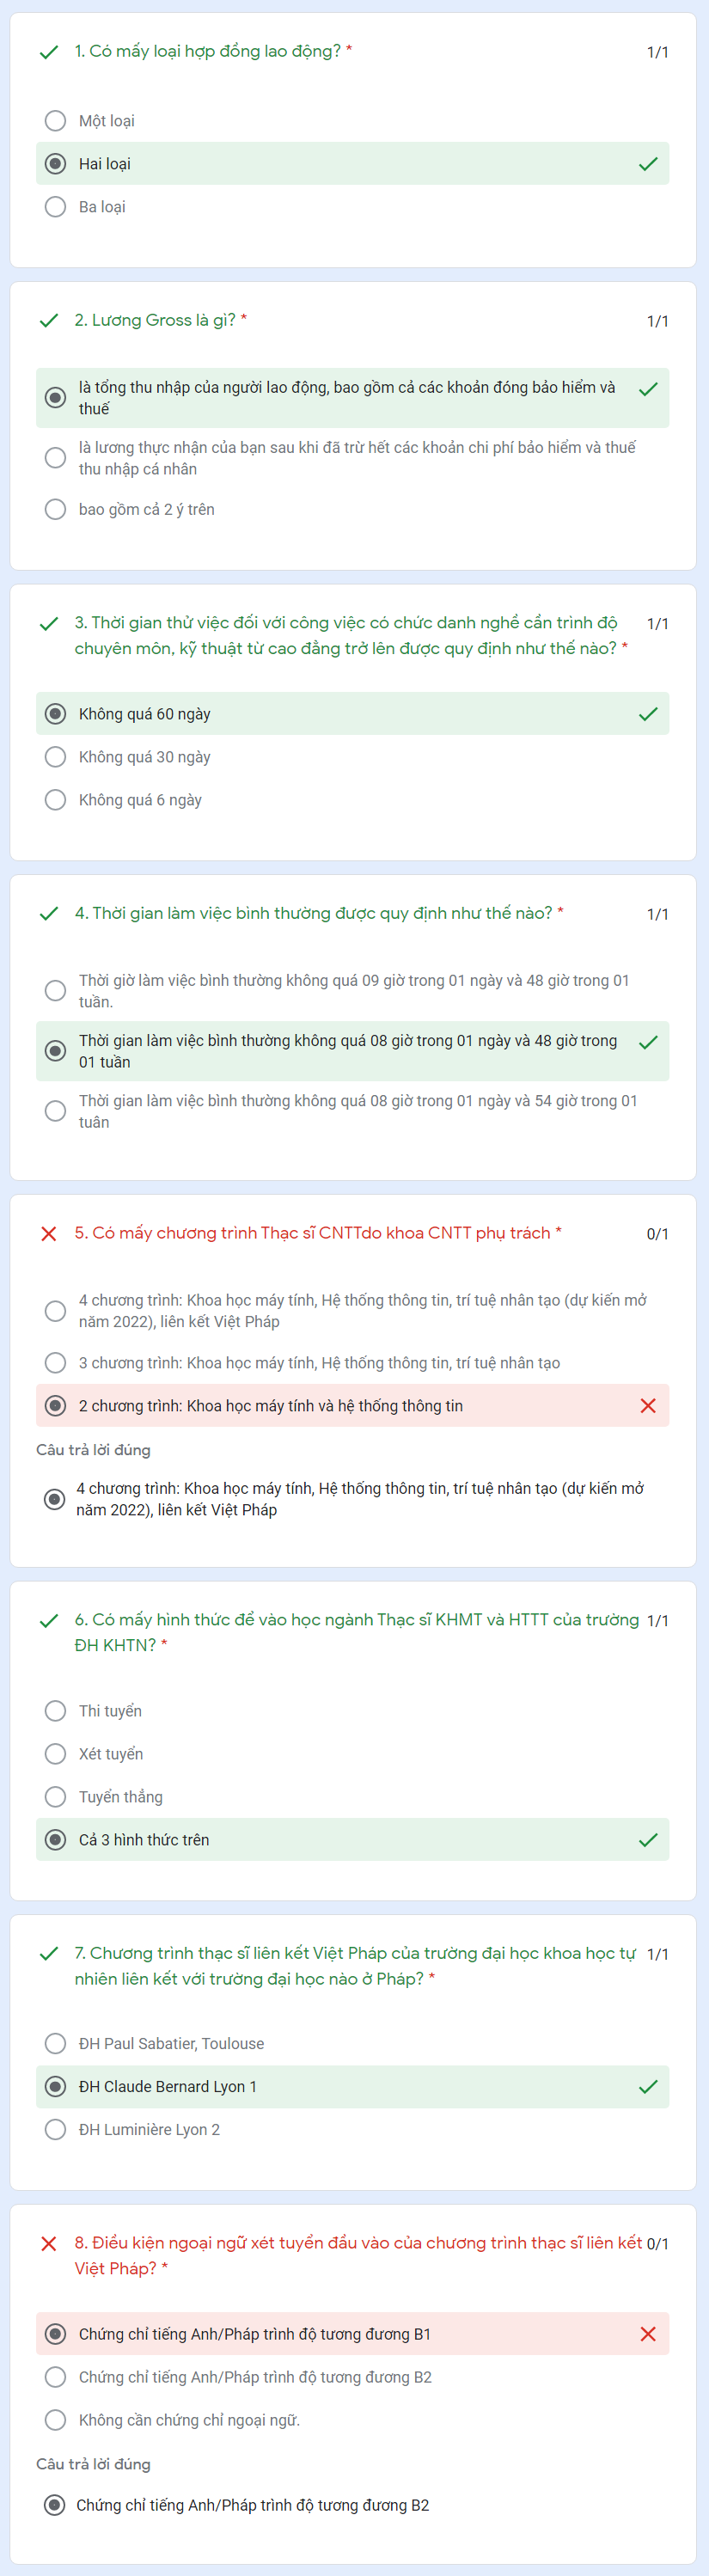 1. Có mấy loại hợp đồng lao động? *
1/1
Một loại
Hai loại
Ba loại
2. Lương Gross là gì? *
1/1
là tổng thu nhập của người lao động, bao gồm cả các khoản đóng bảo hiểm và
thuế
là lương thực nhận của bạn sau khi đã trừ hết các khoản chi phí bảo hiểm và thuế
thu nhập cá nhân
bao gồm cả 2 ý trên
3. Thời gian thử việc đối với công việc có chức danh nghề cần trình độ
1/1
chuyên môn, kỹ thuật từ cao đẳng trở lên được quy định như thế nào? *
Không quá 60 ngày
Không quá 30 ngày
Không quá 6 ngày
4. Thời gian làm việc bình thường được quy định như thế nào? *
1/1
Thời giờ làm việc bình thường không quá 09 giờ trong 01 ngày và 48 giờ trong 01
tuần.
Thời gian làm việc bình thường không quá 08 giờ trong 01 ngày và 48 giờ trong
01 tuần
Thời gian làm việc bình thường không quá 08 giờ trong 01 ngày và 54 giờ trong 01
tuân
5. Có mấy chương trình Thạc sĩ CNTTdo khoa CNTT phụ trách *
0/1
4 chương trình: Khoa học máy tính, Hệ thống thông tin, trí tuệ nhân tạo (dự kiến mở
năm 2022), liên kết Việt Pháp
3 chương trình: Khoa học máy tính, Hệ thống thông tin, trí tuệ nhân tạo
2 chương trình: Khoa học máy tính và hệ thống thông tin
Câu trả lời đúng
4 chương trình: Khoa học máy tính, Hệ thống thông tin, trí tuệ nhân tạo (dự kiến mở
năm 2022), liên kết Việt Pháp
6. Có mấy hình thức để vào học ngành Thạc sĩ KHMT và HTTT của trường
1/1
ĐH KHTN? *
Thi tuyển
Xét tuyển
Tuyển thẳng
Cả 3 hình thức trên
7. Chương trình thạc sĩ liên kết Việt Pháp của trường đại học khoa học tự
1/1
nhiên liên kết với trường đại học nào ở Pháp? *
ĐH Paul Sabatier, Toulouse
ĐH Claude Bernard Lyon 1
ĐH Luminière Lyon 2
8. Điều kiện ngoại ngữ xét tuyển đầu vào của chương trình thạc sĩ liên kết
0/1
Việt Pháp? *
Chứng chỉ tiếng Anh/Pháp trình độ tương đương B1
Chứng chỉ tiếng Anh/Pháp trình độ tương đương B2
Không cần chứng chỉ ngoại ngữ.
Câu trả lời đúng
Chứng chỉ tiếng Anh/Pháp trình độ tương đương B2